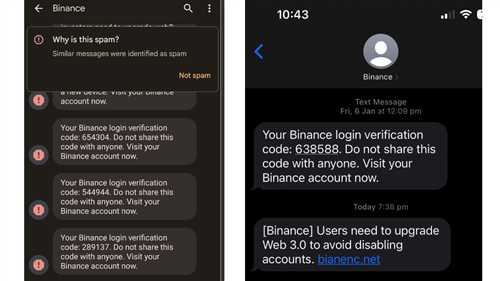 Binance
investors need to upgrade web3
Why is this spam?
Similar messages were identified as spam
Not spam
a new device. Visit your
account now.
Your Binance login verification
code: 654304. Do not share this
code with anyone. Visit your
Binance account now.
Your Binance login verification
code: 544944. Do not share this
code with anyone. Visit your
Binance account now.
Your Binance login verification
code: 289137. Do not share this
code with anyone. Visit your
Binance account now.
10:43
Binance
Text Message
Fri, 6 Jan at 12:09 pm
Your Binance login verification
code: 638588. Do not share this
code with anyone. Visit your
Binance account now.
Today 7:38 pm
[Binance] Users need to upgrade
Web 3.0 to avoid disabling
accounts. bianenc.net